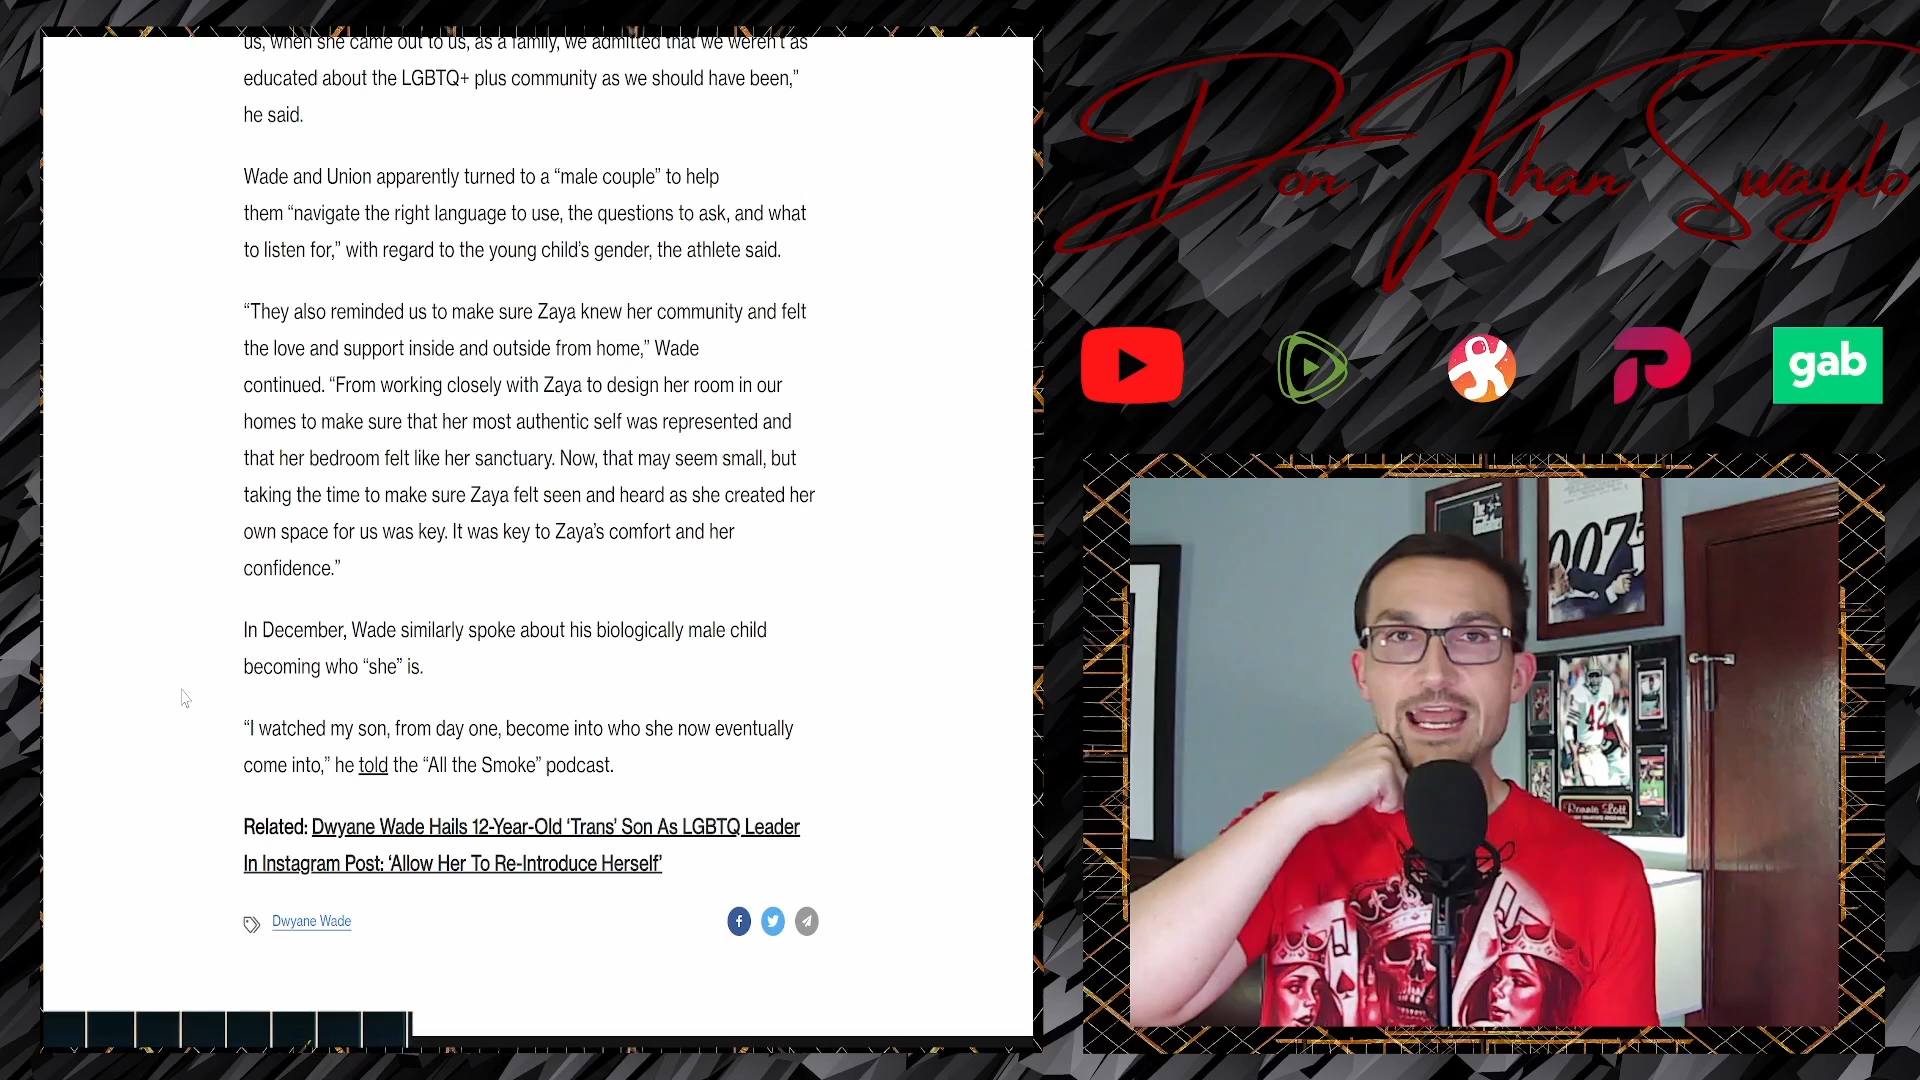 us, when she came out to us, as a family, we admitted that we weren't as
educated about the LGBTQ+ plus community as we should have been,”
he said.
Wade and Union apparently turned to a “male couple” to help
them “navigate the right language to use, the questions to ask, and what
to listen for,” with regard to the young child’s gender, the athlete said.
“They also reminded us to make sure Zaya knew her community and felt
the love and support inside and outside from home,” Wade
continued. “From working closely with Zaya to design her room in our
homes to make sure that her most authentic self was represented and
that her bedroom felt like her sanctuary. Now, that may seem small, but
taking the time to make sure Zaya felt seen and heard as she created her
own space for us was key. It was key to Zaya’s comfort and her
confidence.”
In December, Wade similarly spoke about his biologically male child
becoming who “she” is.
“I watched my son, from day one, become into who she now eventually
come into,” he told the “All the Smoke” podcast.
Related: Dwyane Wade Hails 12-Year-Old ‘Trans’ Son As LGBTQ Leader
In Instagram Post: ‘Allow Her To Re-Introduce Herself’
Dwyane Wade
Don Khan Swaylo
gab
007
42
Ronnie Lott